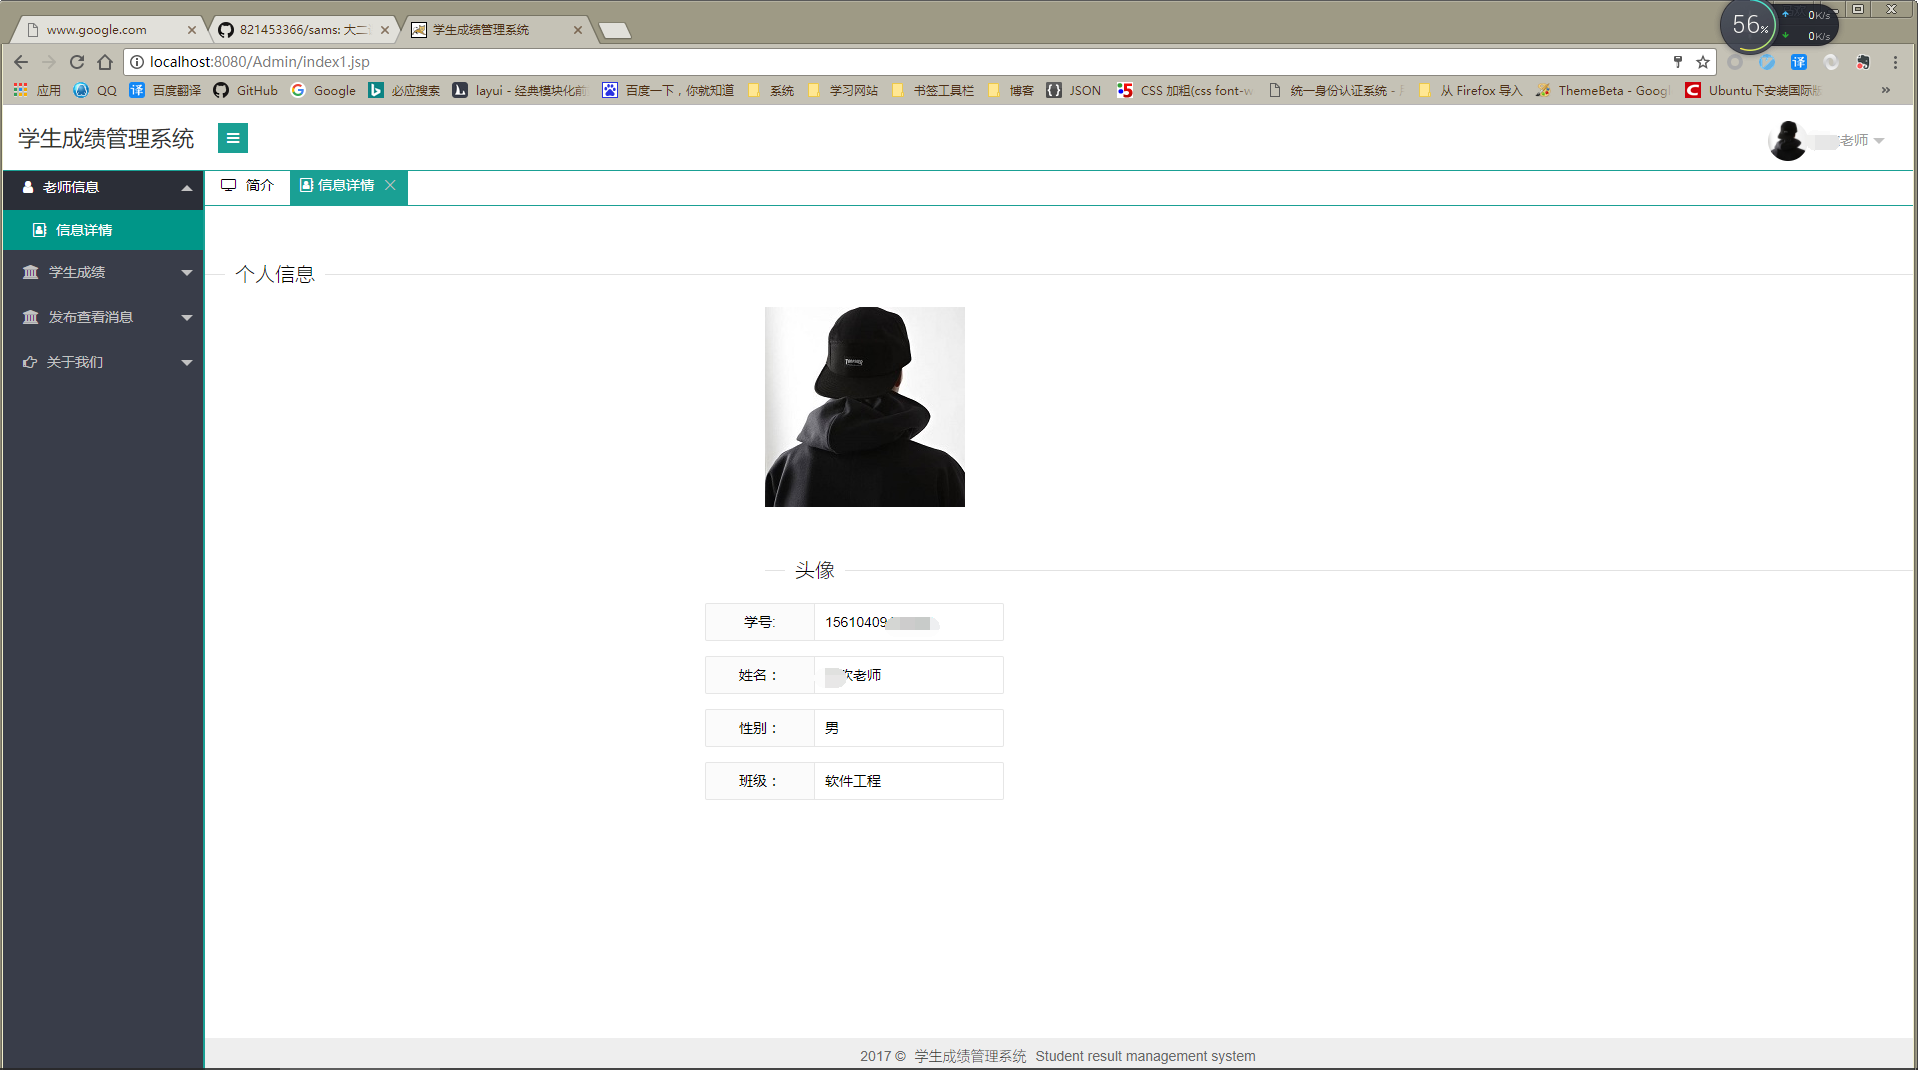 www.google.com
821453366/sams: 大二
学生成绩管理系统
56%
0K/s
0K/s
localhost:8080/Admin/index1.jsp
应用 QQ 百度翻译 GitHub Google 必应搜索 layui - 经典模块化前 百度一下，你就知道 系统 学习网站 书签工具栏 博客 JSON CSS 加粗(css font-w 统一身份认证系统 - 从 Firefox 导入 ThemeBeta - Googl Ubuntu下安装国际
学生成绩管理系统
老师
老师信息
信息详情
学生成绩
发布查看消息
关于我们
简介
信息详情
个人信息
头像
学号: 15610409
姓名： 老师
性别： 男
班级： 软件工程
2017 © 学生成绩管理系统 Student result management system